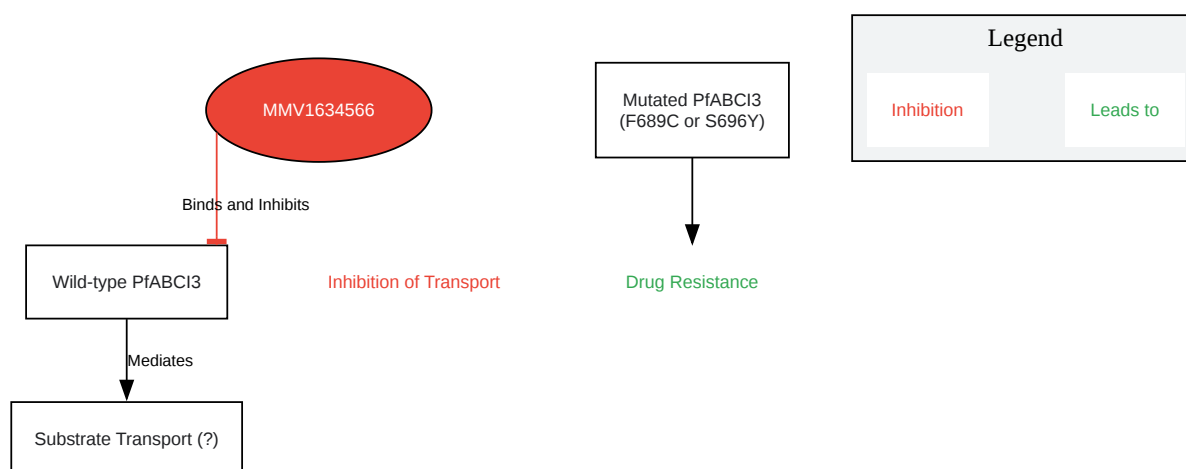 Legend
MMV1634566
Mutated PfABCI3
(F689C or S696Y)
Inhibition
Leads to
Binds and Inhibits
Wild-type PfABCI3
Inhibition of Transport
Drug Resistance
Mediates
Substrate Transport (?)